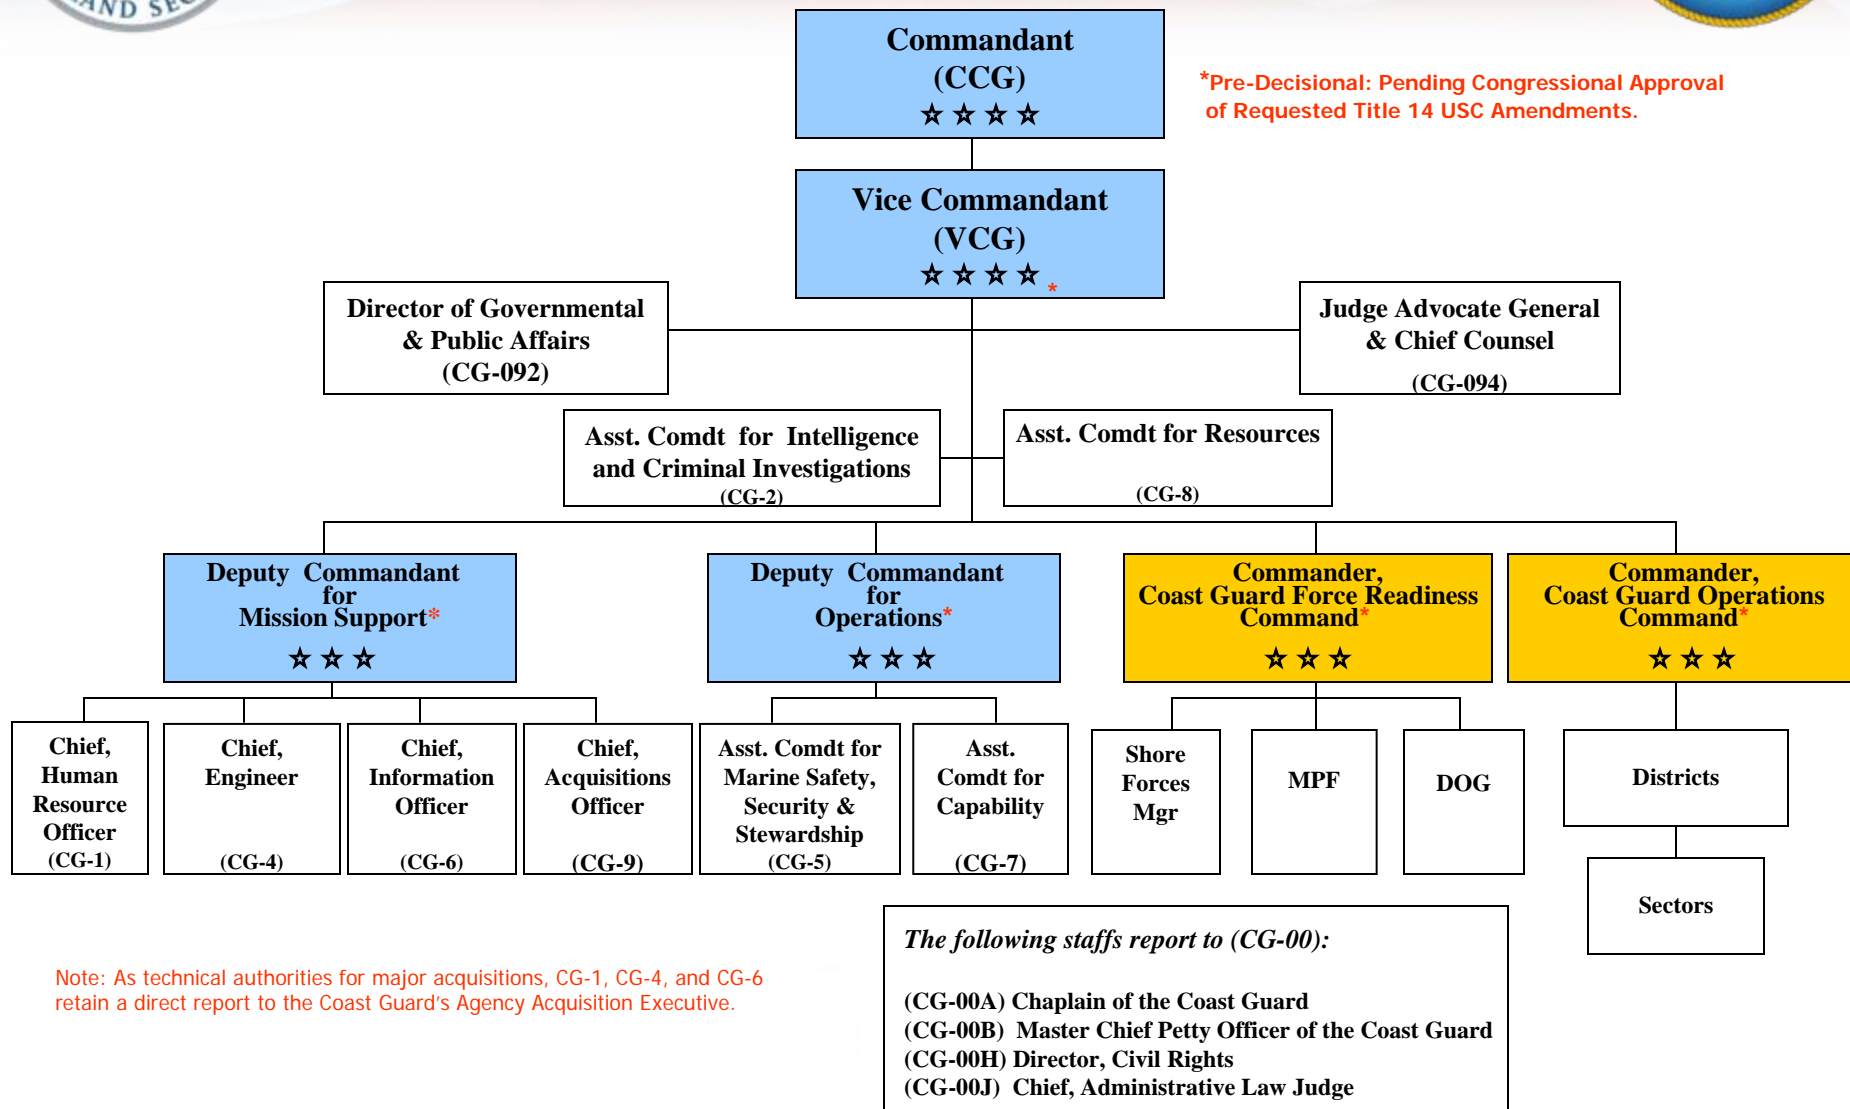 AND SEC
Commandant
(CCG)
☆ ☆ ☆ ☆
*Pre-Decisional: Pending Congressional Approval
of Requested Title 14 USC Amendments.
Vice Commandant
(VCG)
☆ ☆ ☆ ☆ *
Director of Governmental
& Public Affairs
(CG-092)
Judge Advocate General
& Chief Counsel
(CG-094)
Asst. Comdt for Intelligence
and Criminal Investigations
(CG-2)
Asst. Comdt for Resources
(CG-8)
Deputy Commandant
for
Mission Support*
☆ ☆ ☆
Deputy Commandant
for
Operations*
☆ ☆ ☆
Commander,
Coast Guard Force Readiness
Command*
☆ ☆ ☆
Commander,
Coast Guard Operations
Command*
☆ ☆ ☆
Chief,
Human
Resource
Officer
(CG-1)
Chief,
Engineer
(CG-4)
Chief,
Information
Officer
(CG-6)
Chief,
Acquisitions
Officer
(CG-9)
Asst. Comdt for
Marine Safety,
Security &
Stewardship
(CG-5)
Asst.
Comdt for
Capability
(CG-7)
Shore
Forces
Mgr
MPF
DOG
Districts
Sectors
Note: As technical authorities for major acquisitions, CG-1, CG-4, and CG-6
retain a direct report to the Coast Guard's Agency Acquisition Executive.
The following staffs report to (CG-00):
(CG-00A) Chaplain of the Coast Guard
(CG-00B) Master Chief Petty Officer of the Coast Guard
(CG-00H) Director, Civil Rights
(CG-00J) Chief, Administrative Law Judge